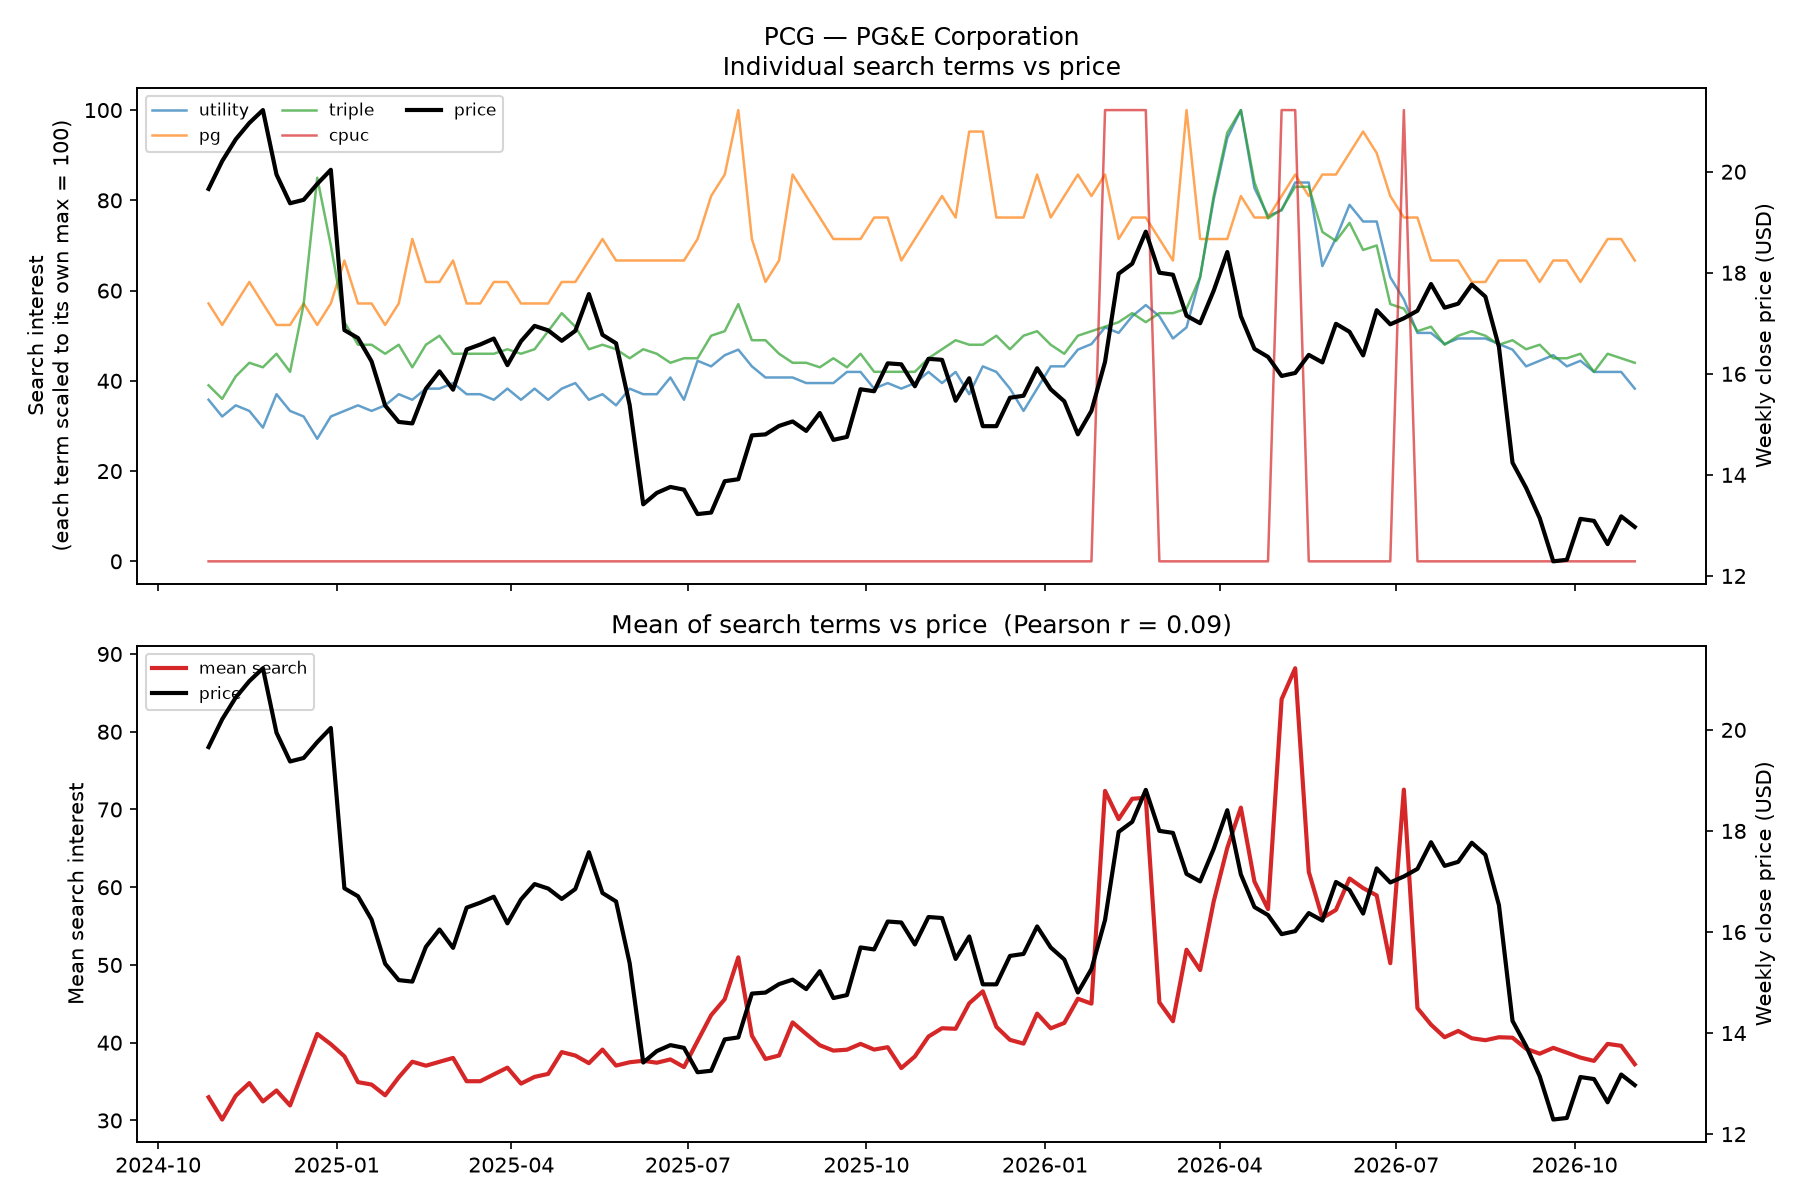 PCG — PG&E Corporation
Individual search terms vs price
utility
pg
triple
cpuc
price
Search interest
(each term scaled to its own max = 100)
100
80
60
40
20
0
Weekly close price (USD)
20
18
16
14
12
Mean of search terms vs price  (Pearson r = 0.09)
mean search
price
Mean search interest
90
80
70
60
50
40
30
Weekly close price (USD)
20
18
16
14
12
2024-10
2025-01
2025-04
2025-07
2025-10
2026-01
2026-04
2026-07
2026-10